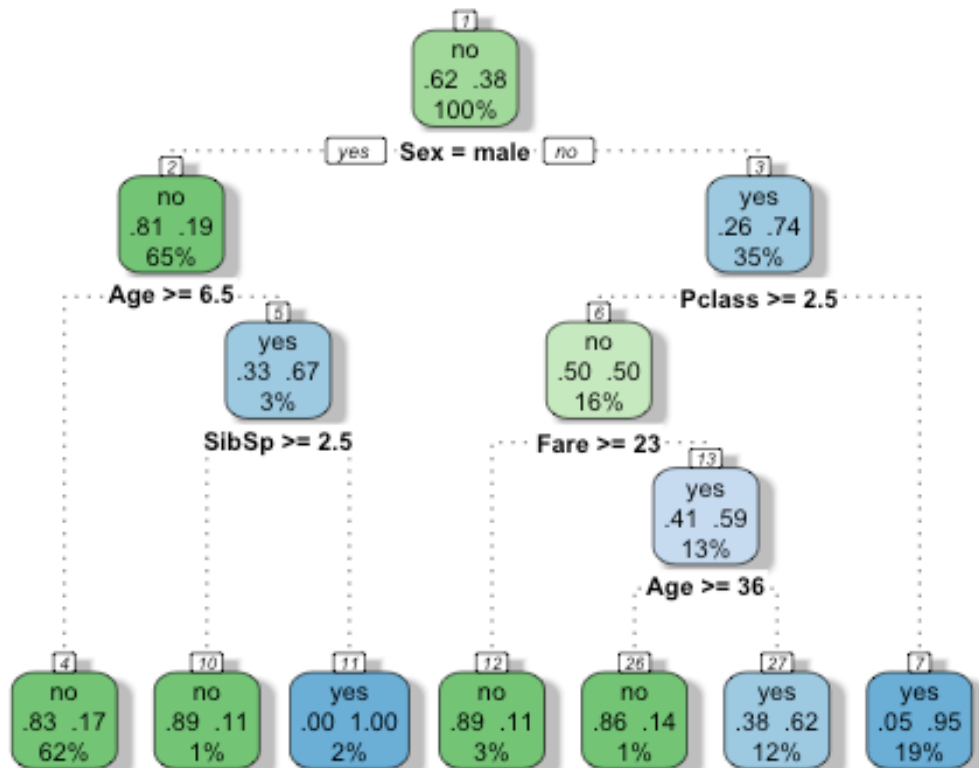 1
no
.62 .38
100%
yes Sex = male no
2
no
.81 .19
65%
3
yes
.26 .74
35%
Age >= 6.5
Pclass >= 2.5
5
yes
.33 .67
3%
6
no
.50 .50
16%
SibSp >= 2.5
Fare >= 23
13
yes
.41 .59
13%
Age >= 36
4
no
.83 .17
62%
10
no
.89 .11
1%
11
yes
.00 1.00
2%
12
no
.89 .11
3%
26
no
.86 .14
1%
27
yes
.38 .62
12%
7
yes
.05 .95
19%